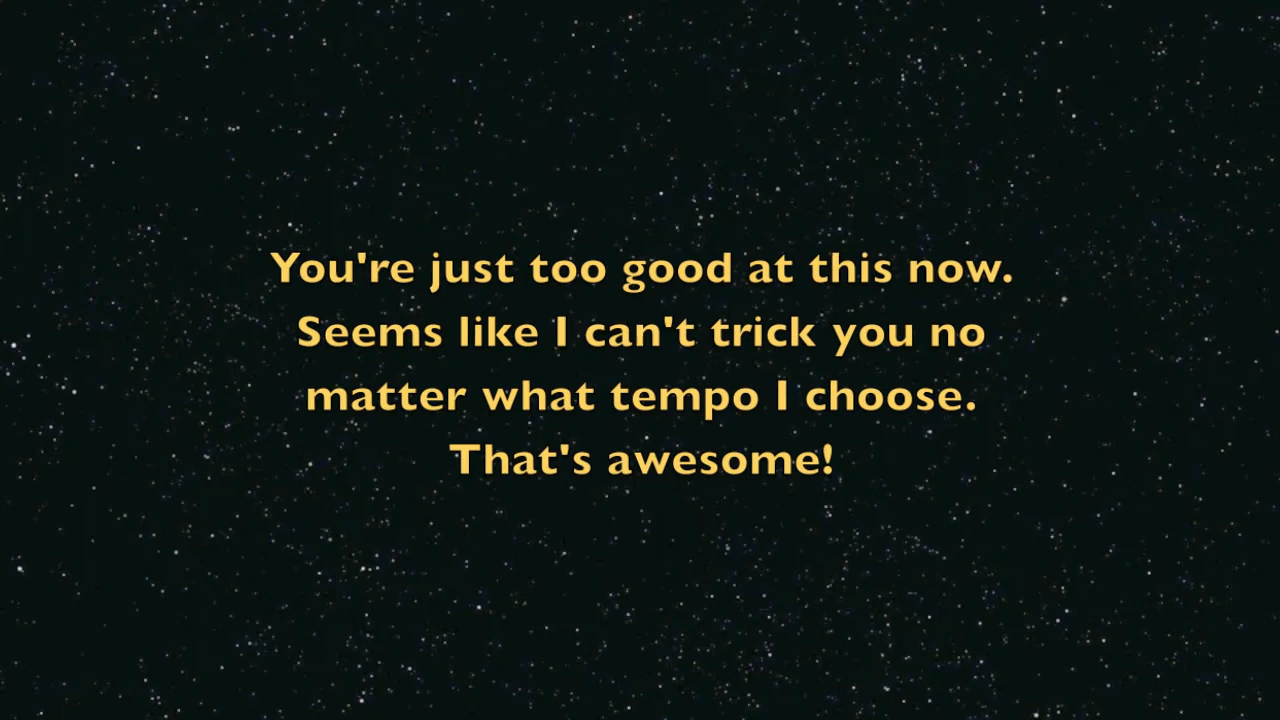 You're just too good at this now.
Seems like I can't trick you no
matter what tempo I choose.
That's awesome!